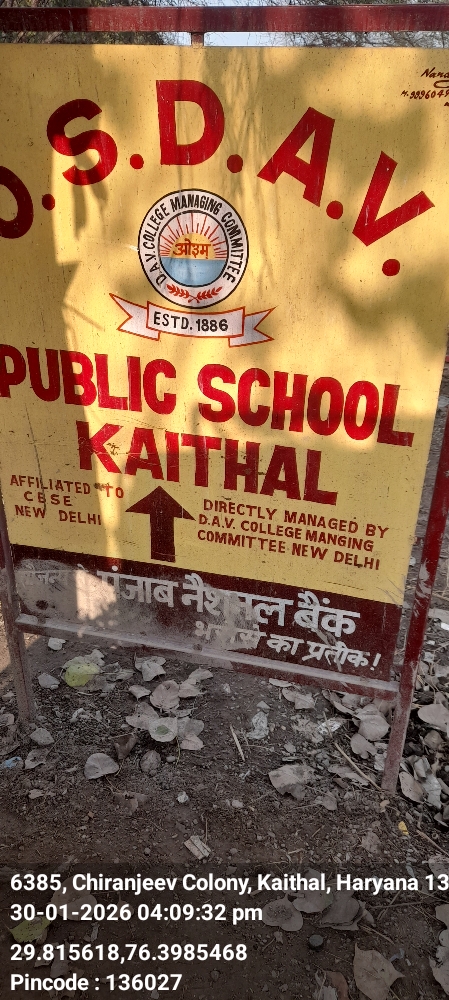 O.S.D.A.V.
D.A.V. COLLEGE MANAGING COMMITTEE
ओ३म
ESTD. 1886
PUBLIC SCHOOL
KAITHAL
AFFILIATED TO
CBSE
NEW DELHI
DIRECTLY MANAGED BY
D.A.V. COLLEGE MANGING
COMMITTEE NEW DELHI
पंजाब नैशनल बैंक
का प्रतीक!
6385, Chiranjeev Colony, Kaithal, Haryana 13
30-01-2026 04:09:32 pm
29.815618,76.3985468
Pincode : 136027